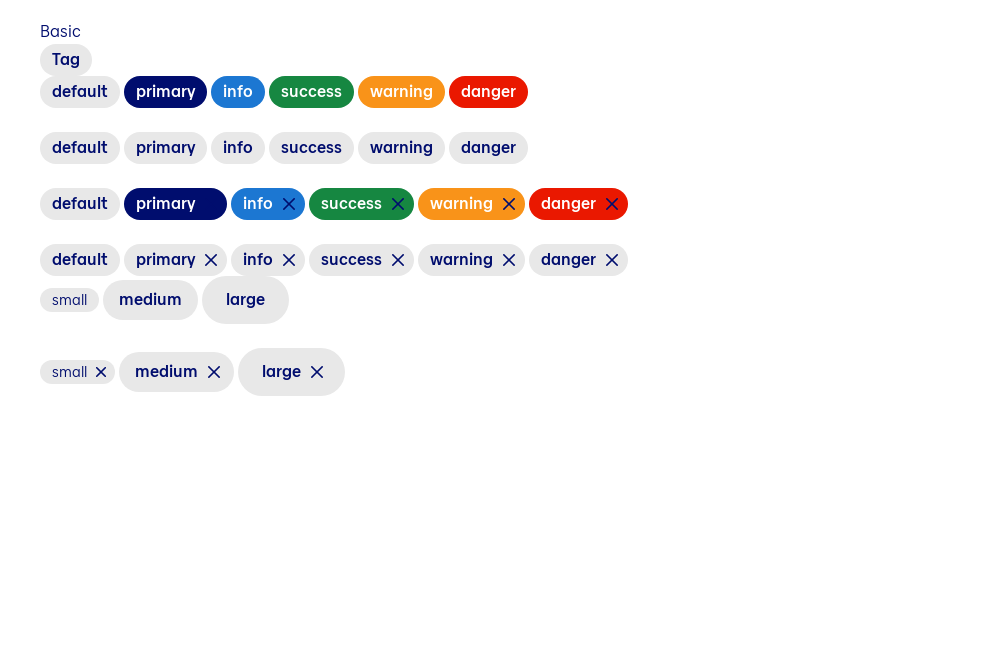 Basic
Tag
default primary info success warning danger
default primary info success warning danger
default primary info success warning danger
default primary info success warning danger
small medium large
small medium large